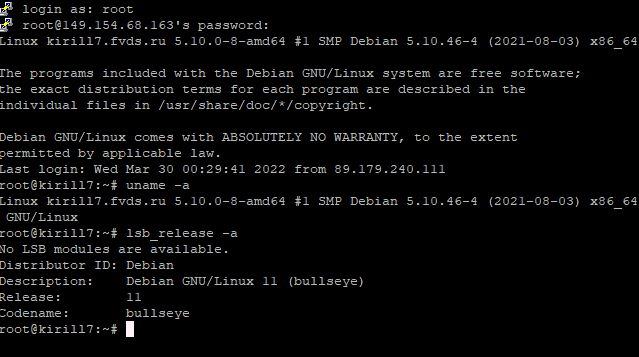 login as: root
root@149.154.68.163's password:
Linux kirill7.fvds.ru 5.10.0-8-amd64 #1 SMP Debian 5.10.46-4 (2021-08-03) x86_64
The programs included with the Debian GNU/Linux system are free software;
the exact distribution terms for each program are described in the
individual files in /usr/share/doc/*/copyright.
Debian GNU/Linux comes with ABSOLUTELY NO WARRANTY, to the extent
permitted by applicable law.
Last login: Wed Mar 30 00:29:41 2022 from 89.179.240.111
root@kirill7:~# uname -a
Linux kirill7.fvds.ru 5.10.0-8-amd64 #1 SMP Debian 5.10.46-4 (2021-08-03) x86_64
GNU/Linux
root@kirill7:~# lsb_release -a
No LSB modules are available.
Distributor ID: Debian
Description:    Debian GNU/Linux 11 (bullseye)
Release:        11
Codename:       bullseye
root@kirill7:~#